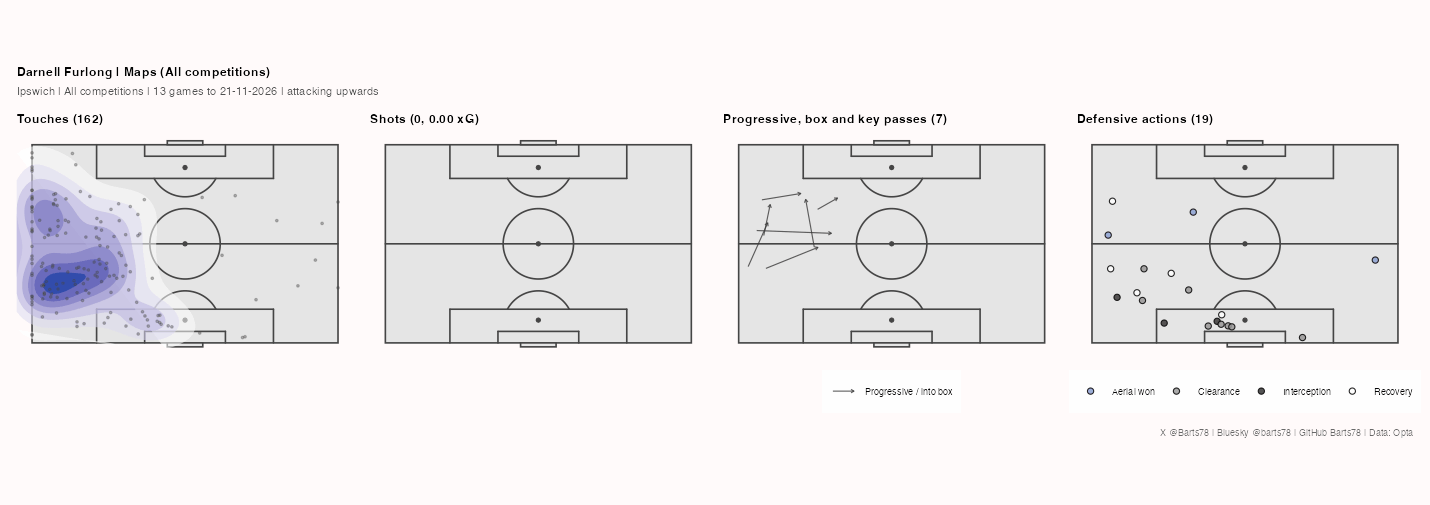 Darnell Furlong | Maps (All competitions)
Ipswich | All competitions | 13 games to 21-11-2026 | attacking upwards
Touches (162)
Shots (0, 0.00 xG)
Progressive, box and key passes (7)
Defensive actions (19)
Progressive / into box
Aerial won
Clearance
Interception
Recovery
X @Barts78 | Bluesky @barts78 | GitHub Barts78 | Data: Opta